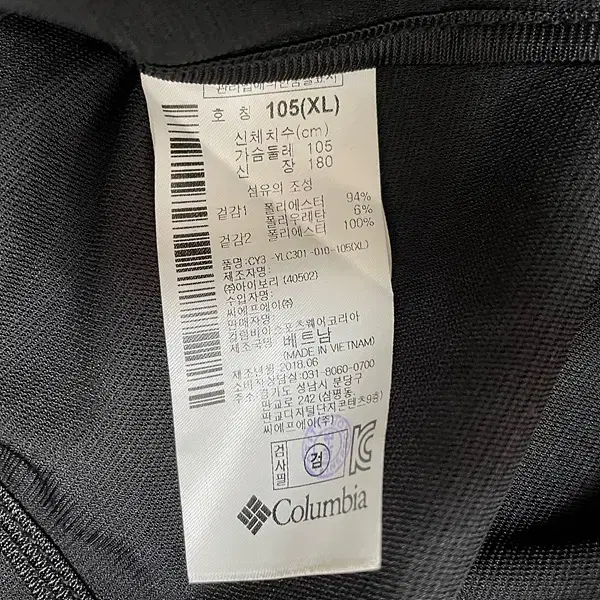 호 칭 105(XL)
신체치수(cm)
가슴둘레 105
신 장 180
섬유의 조성
겉감1 폴리에스터 94%
폴리우레탄 6%
겉감2 폴리에스터 100%
품명:CY3 -YLC301 -010-105(XL)
제조자명:
㈜아이보리 (40502)
수입자명:
씨에프에이㈜
판매자명:
컬럼비아스포츠웨어코리아
제조국명 베트남
(MADE IN VIETNAM)
제조년월 2018.06
소비자상담실:031-8060-0700
주소:경기도 성남시 분당구
판교로 242 (삼평동,
판교디지털단지콘텐츠9층)
씨에프에이(주)
검사필
검
Columbia